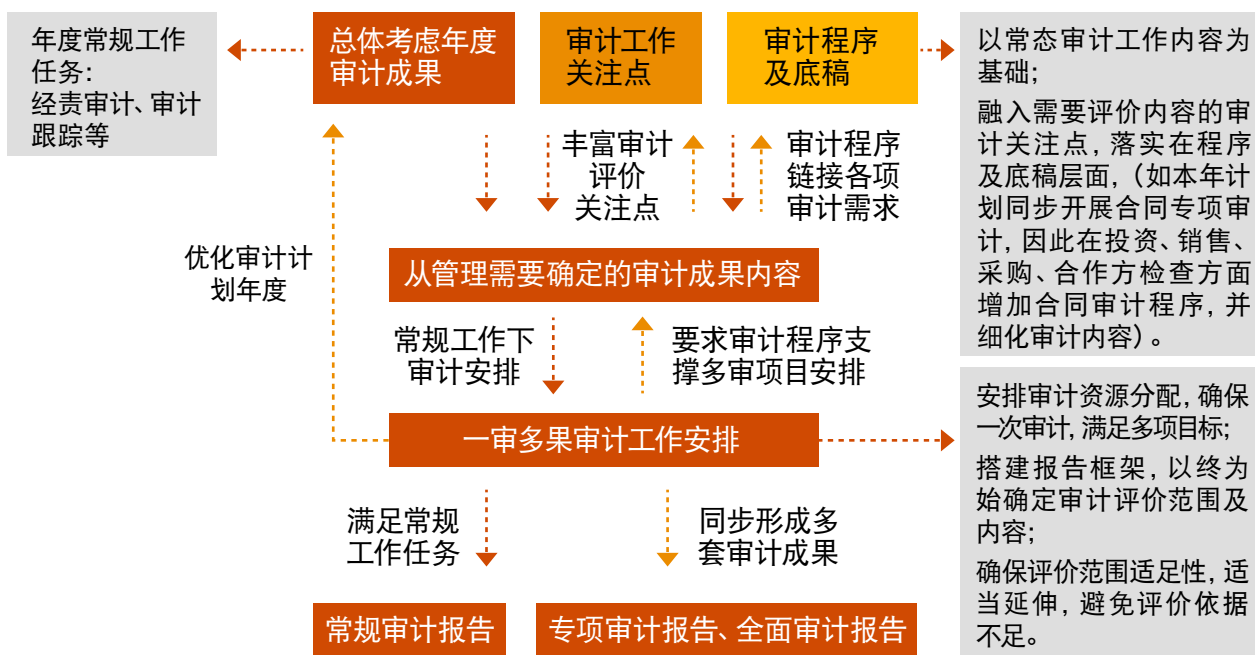 年度常规工作
任务:
经责审计、审计
跟踪等
总体考虑年度
审计成果
审计工作
关注点
审计程序
及底稿
以常态审计工作内容为
基础;
融入需要评价内容的审
计关注点,落实在程序
及底稿层面,(如本年计
划同步开展合同专项审
计,因此在投资、销售、
采购、合作方检查方面
增加合同审计程序,并
细化审计内容)。
丰富审计
评价
关注点
审计程序
链接各项
审计需求
优化审计计
划年度
从管理需要确定的审计成果内容
常规工作下
审计安排
要求审计程序支
撑多审项目安排
一审多果审计工作安排
安排审计资源分配,确保
一次审计,满足多项目标;
搭建报告框架,以终为
始确定审计评价范围及
内容;
确保评价范围适足性,适
当延伸,避免评价依据
不足。
满足常规
工作任务
同步形成多
套审计成果
常规审计报告
专项审计报告、全面审计报告